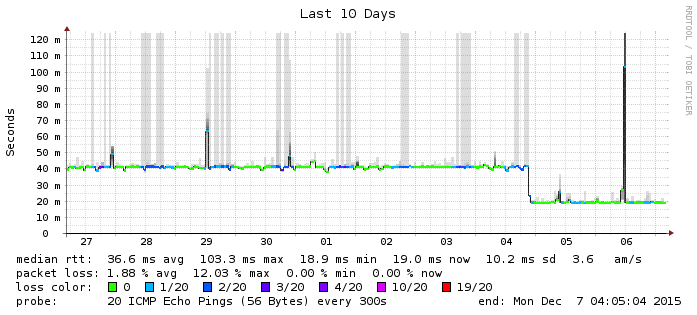 Last 10 Days
RRDTOOL / TOBI OETIKER
Seconds
120 m
110 m
100 m
90 m
80 m
70 m
60 m
50 m
40 m
30 m
20 m
10 m
0
27 28 29 30 01 02 03 04 05 06
median rtt: 36.6 ms avg 103.3 ms max 18.9 ms min 19.0 ms now 10.2 ms sd 3.6 am/s
packet loss: 1.88 % avg 12.03 % max 0.00 % min 0.00 % now
loss color: 0 1/20 2/20 3/20 4/20 10/20 19/20
probe: 20 ICMP Echo Pings (56 Bytes) every 300s end: Mon Dec 7 04:05:04 2015